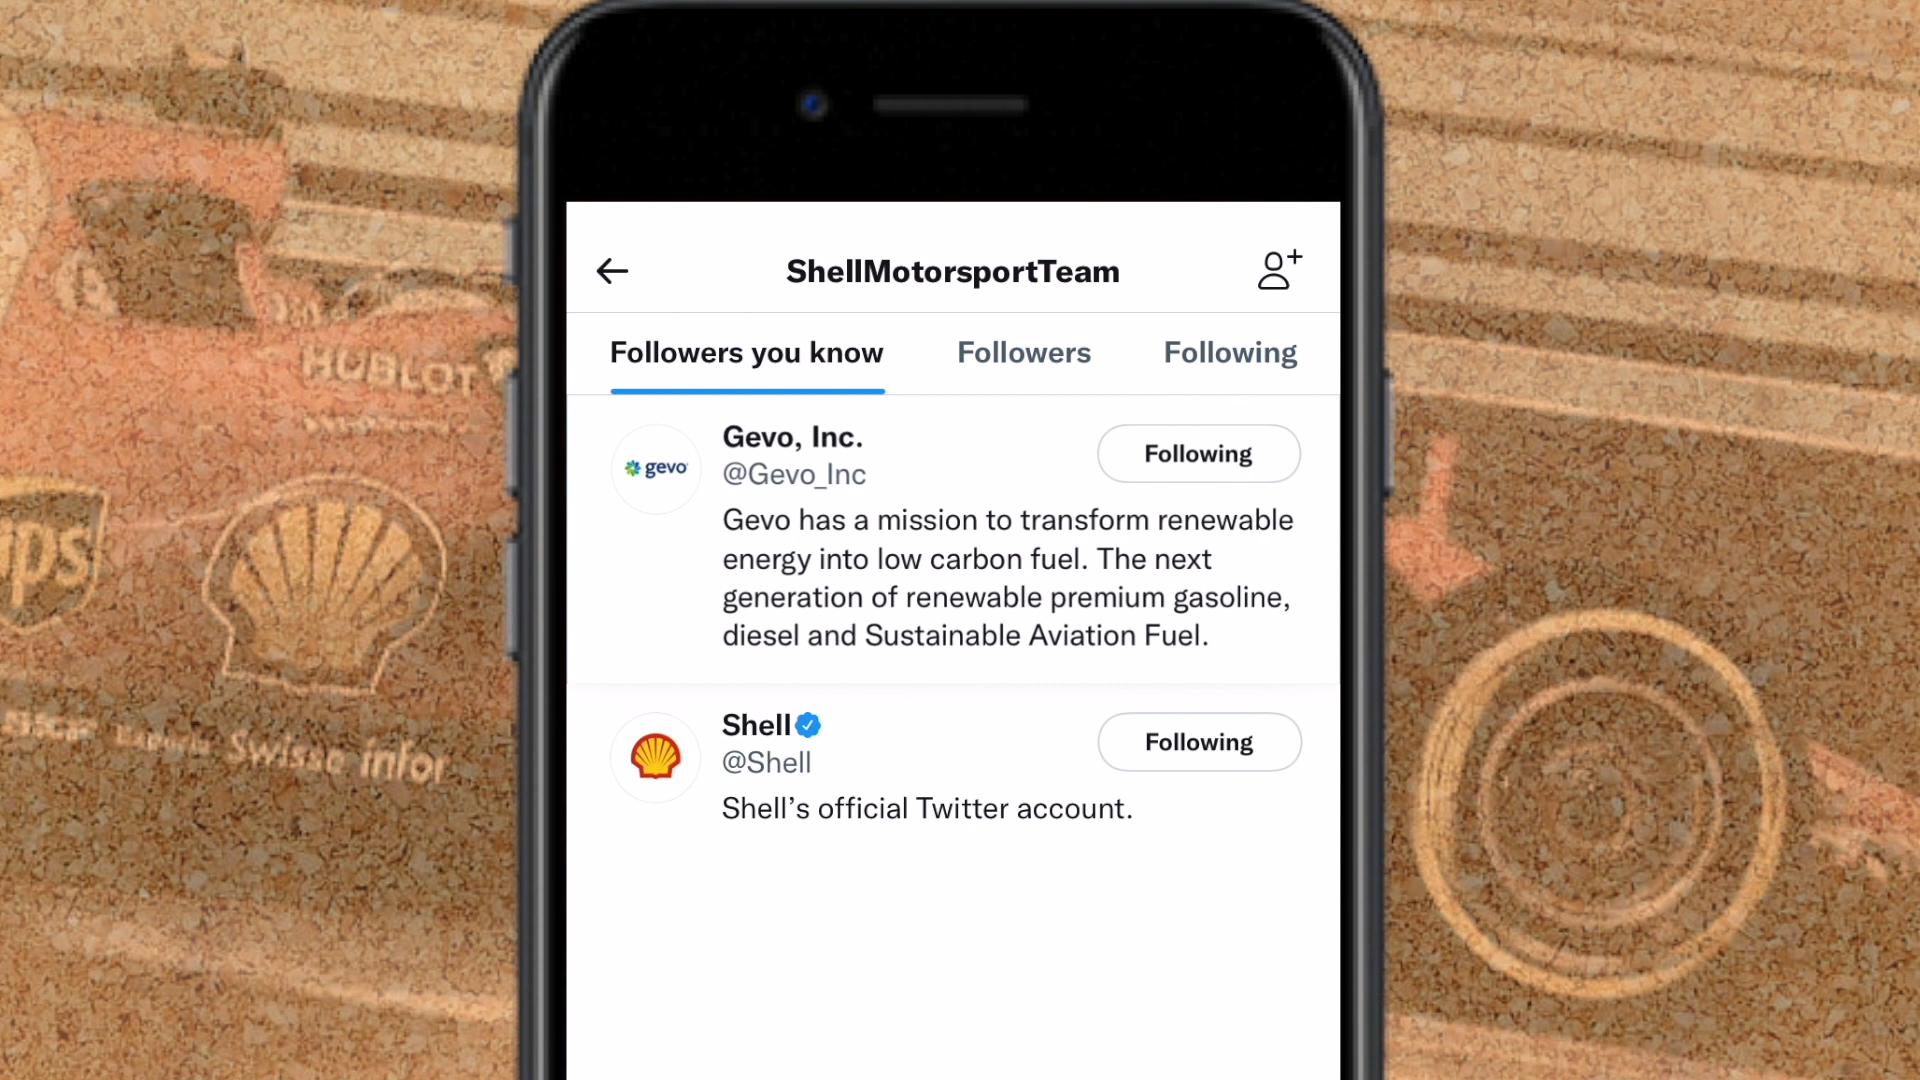 ShellMotorsportTeam
Followers you know
Followers
Following
gevo
Gevo, Inc.
@Gevo_Inc
Following
Gevo has a mission to transform renewable
energy into low carbon fuel. The next
generation of renewable premium gasoline,
diesel and Sustainable Aviation Fuel.
Shell
@Shell
Following
Shell's official Twitter account.
HUBLOT
ups
Swisse
infor